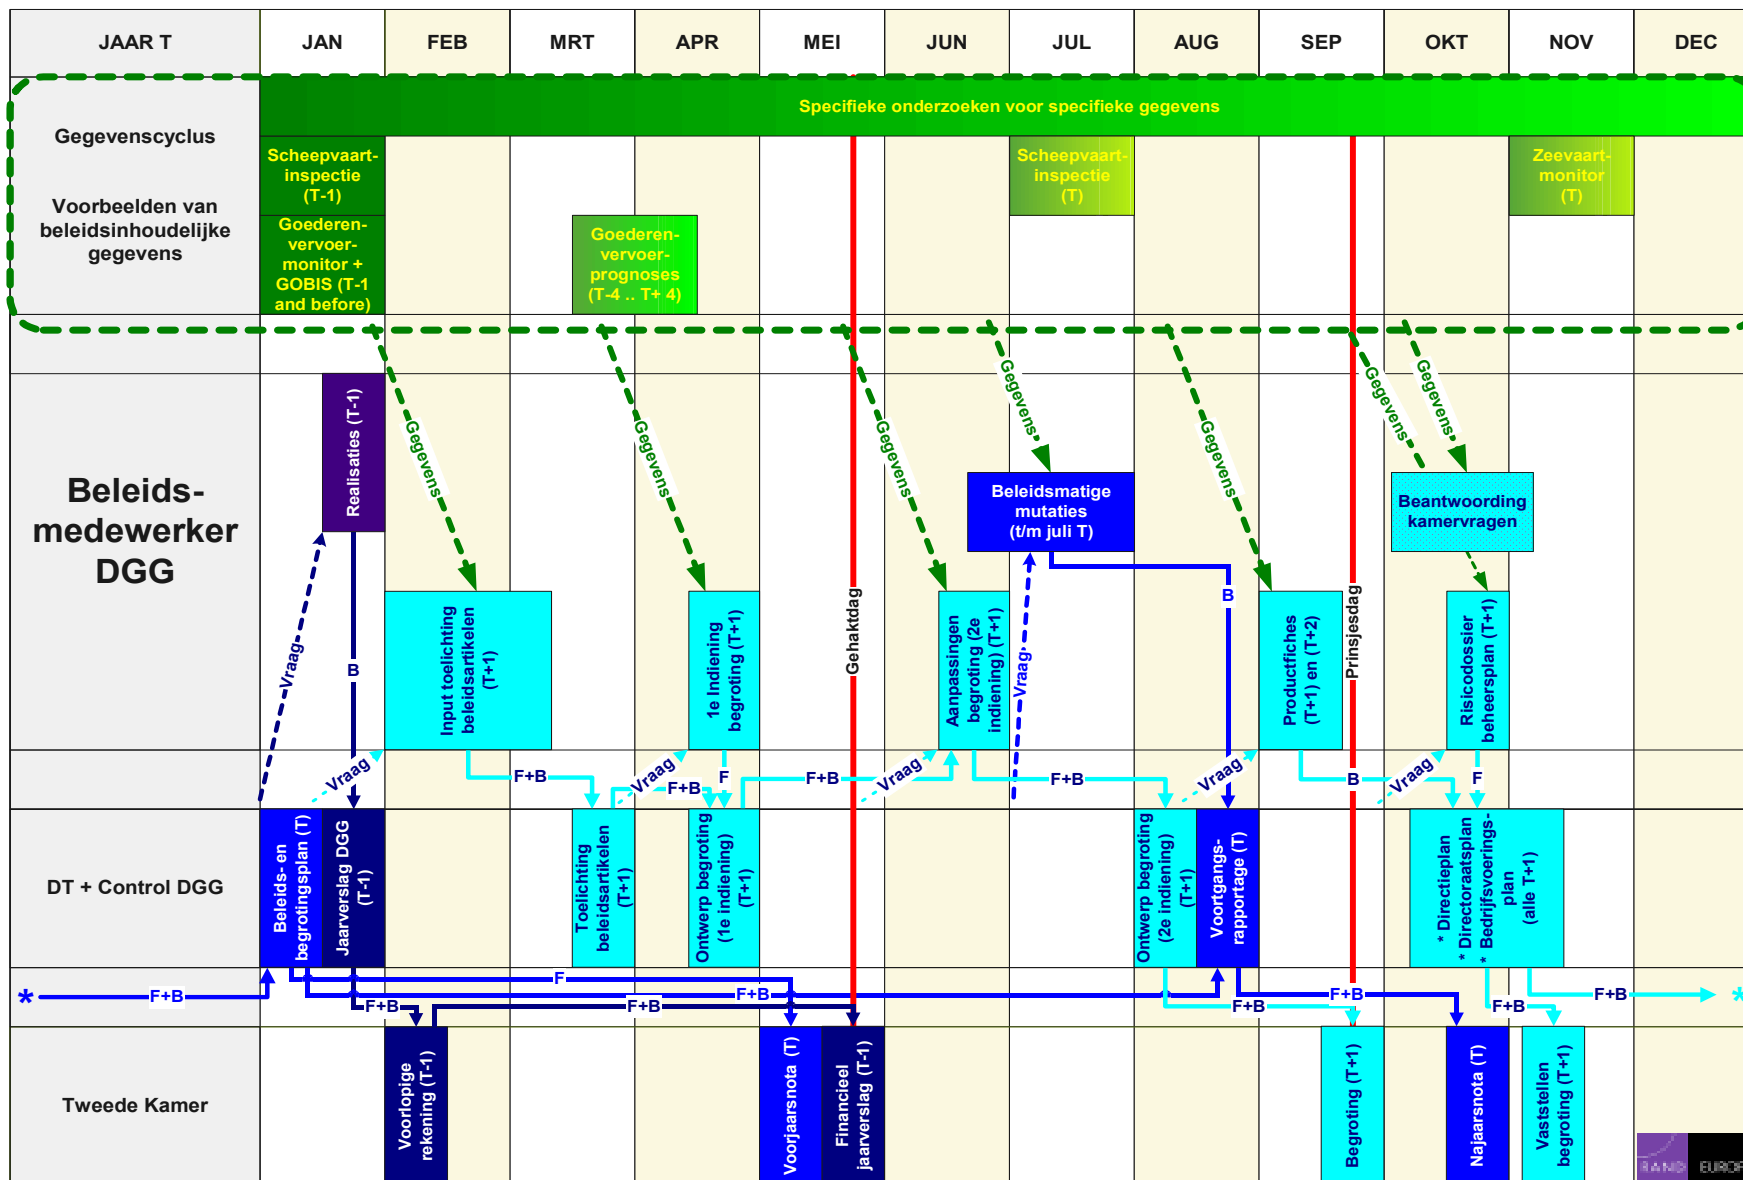 JAAR T
JAN
FEB
MRT
APR
MEI
JUN
JUL
AUG
SEP
OKT
NOV
DEC
Gegevenscyclus
Voorbeelden van
beleidsinhoudelijke
gegevens
Specifieke onderzoeken voor specifieke gegevens
Scheepvaart-
inspectie
(T-1)
Goederen-
vervoer-
monitor +
GOBIS (T-1
and before)
Goederen-
vervoer-
prognoses
(T-4 .. T+ 4)
Scheepvaart-
inspectie
(T)
Zeevaart-
monitor
(T)
Beleids-
medewerker
DGG
Realisaties (T-1)
Gegevens
Gegevens
Gegevens
Gegevens
Gegevens
Gegevens
Gegevens
Beleidsmatige
mutaties
(t/m juli T)
Beantwoording
kamervragen
Vraag
B
Input toelichting
beleidsartikelen
(T+1)
1e Indiening
begroting (T+1)
Gehaktdag
Aanpassingen
begroting (2e
indiening) (T+1)
Vraag
B
Productfiches
(T+1) en (T+2)
Prinsjesdag
Risicodossier
beheersplan (T+1)
Vraag
F+B
Vraag
F+B
F
F+B
Vraag
F+B
Vraag
B
Vraag
F
DT + Control DGG
Beleids- en
begrotingsplan (T)
Jaarverslag DGG
(T-1)
Toelichting
beleidsartikelen
(T+1)
Ontwerp begroting
(1e indiening)
(T+1)
Ontwerp begroting
(2e indiening)
(T+1)
Voortgangs-
rapportage (T)
* Directieplan
* Directoraatsplan
* Bedrijfsvoerings-
plan
(alle T+1)
*
F+B
F+B
F
F+B
F+B
F+B
F+B
F+B
F+B
*
Tweede Kamer
Voorlopige
rekening (T-1)
Voorjaarsnota (T)
Financieel
jaarverslag (T-1)
Begroting (T+1)
Najaarsnota (T)
Vaststellen
begroting (T+1)
RAND EUROP